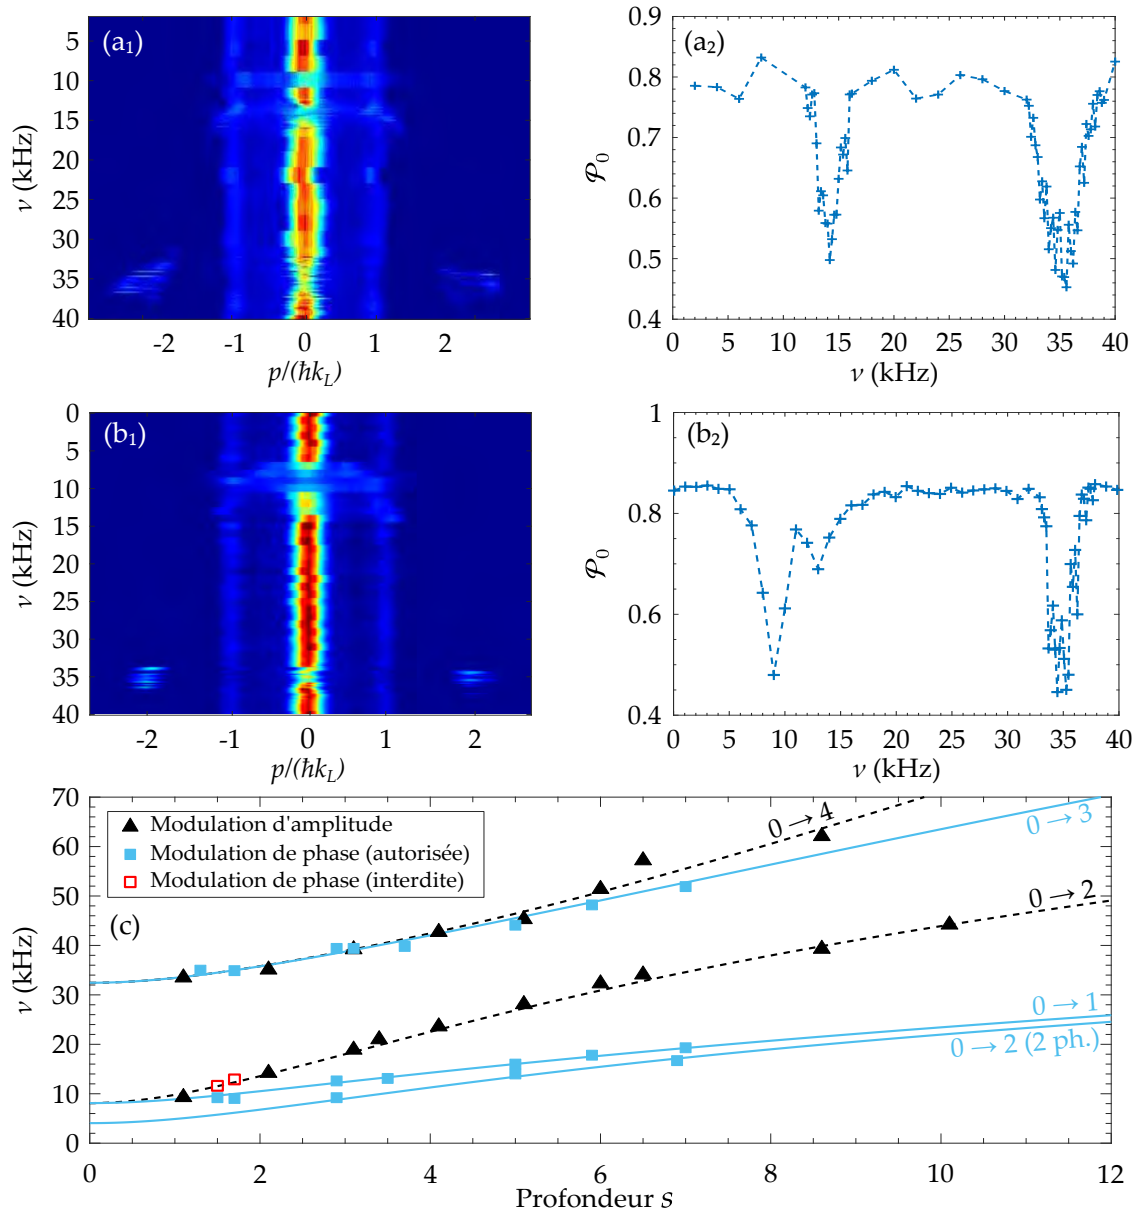 (a₁)
5
10
15
20
25
30
35
40
ν (kHz)
-2 -1 0 1 2
p/(ħk_L)
(a₂)
0.9
0.8
0.7
0.6
0.5
0.4
𝒫₀
0 5 10 15 20 25 30 35 40
ν (kHz)
(b₁)
0
5
10
15
20
25
30
35
40
ν (kHz)
-2 -1 0 1 2
p/(ħk_L)
(b₂)
1
0.8
0.6
0.4
𝒫₀
0 5 10 15 20 25 30 35 40
ν (kHz)
70
60
50
40
30
20
10
0
ν (kHz)
Modulation d'amplitude
Modulation de phase (autorisée)
Modulation de phase (interdite)
(c)
0 → 4
0 → 3
0 → 2
0 → 1
0 → 2 (2 ph.)
0 2 4 6 8 10 12
Profondeur s